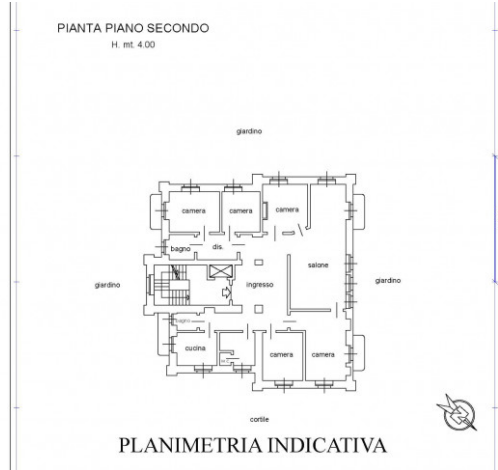 PIANTA PIANO SECONDO
H. mt. 4.00
giardino
camera
camera
camera
bagno
dis.
salone
giardino
ingresso
giardino
bagno
cucina
camera
camera
cortile
PLANIMETRIA INDICATIVA